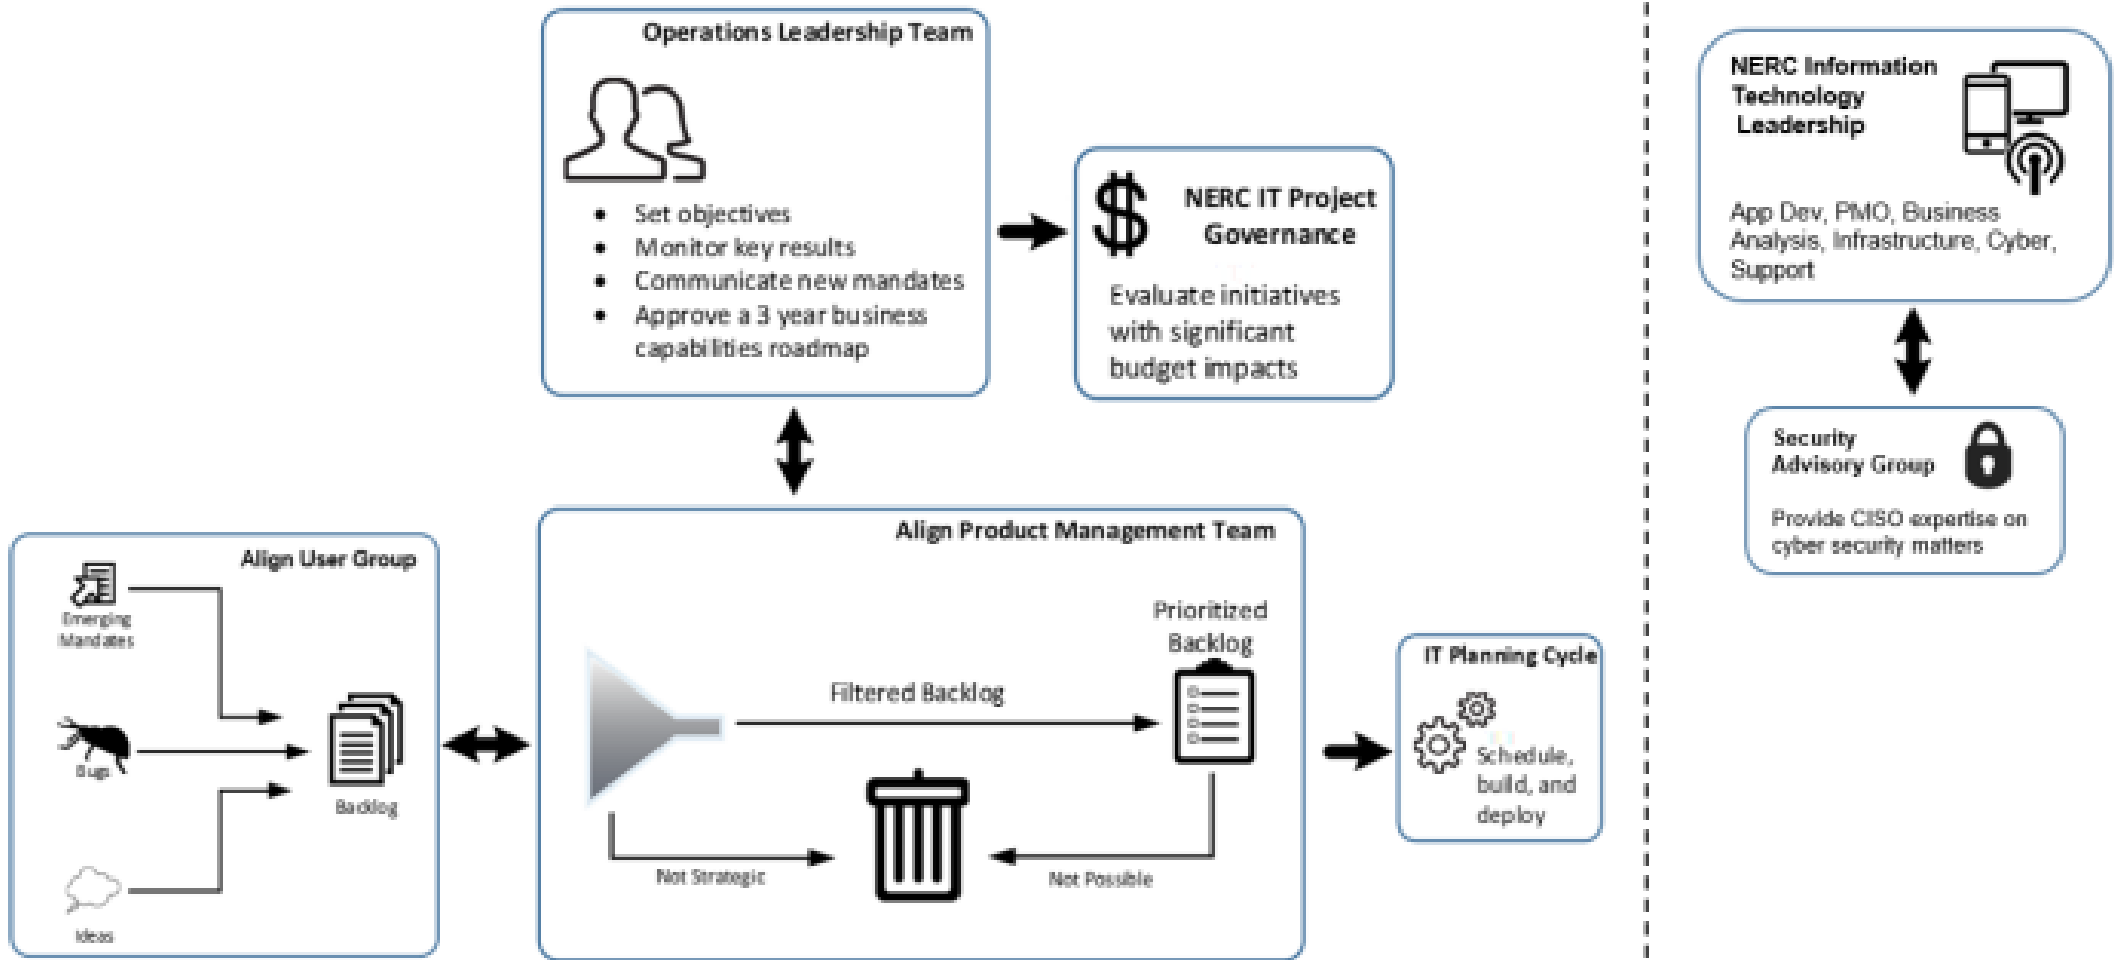 Operations Leadership Team
• Set objectives
• Monitor key results
• Communicate new mandates
• Approve a 3 year business
capabilities roadmap
NERC IT Project
Governance
Evaluate initiatives
with significant
budget impacts
Align User Group
Emerging
Mandates
Bugs
Backlog
Ideas
Align Product Management Team
Prioritized
Backlog
Filtered Backlog
Not Strategic
Not Possible
IT Planning Cycle
Schedule,
build, and
deploy
NERC Information
Technology
Leadership
App Dev, PMO, Business
Analysis, Infrastructure, Cyber,
Support
Security
Advisory Group
Provide CISO expertise on
cyber security matters